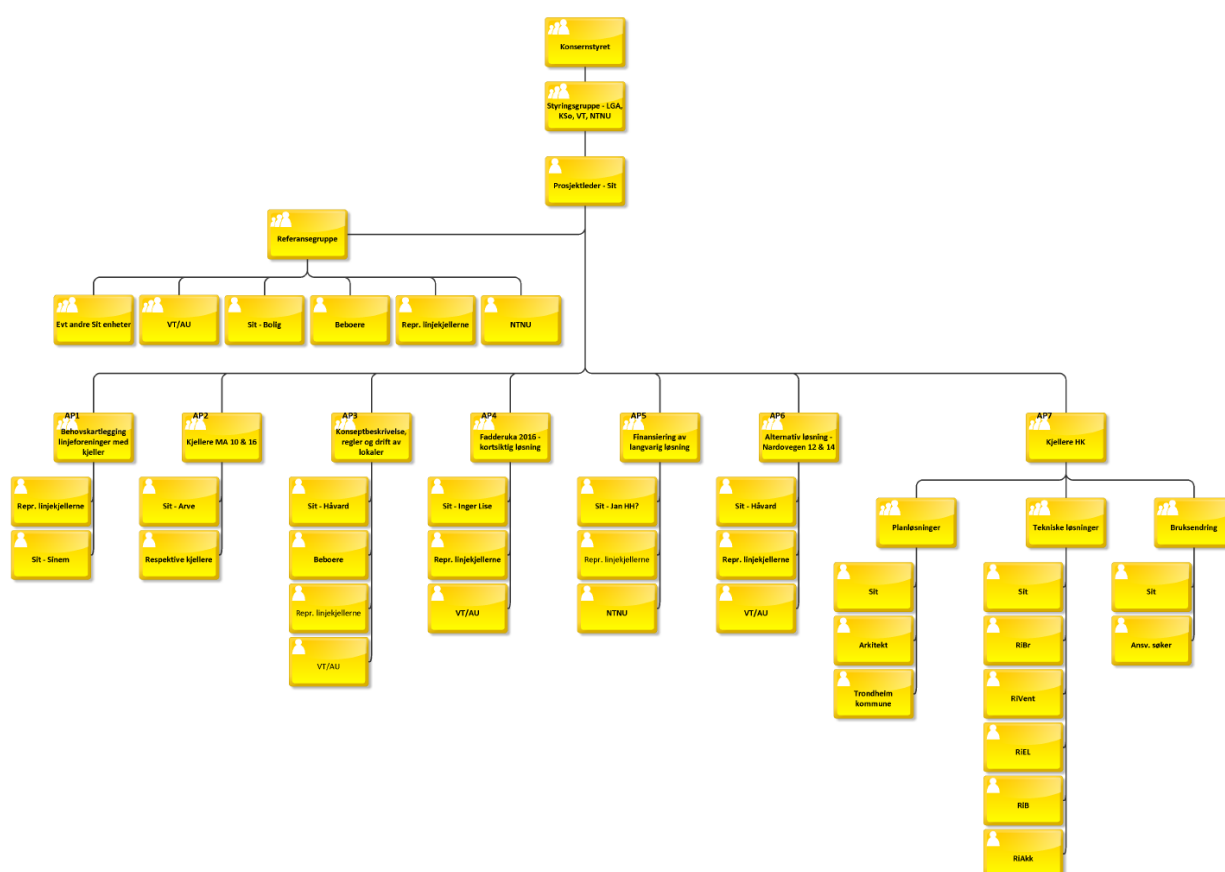 Konsernstyret
Styringsgruppe - LGA,
KSø, VT, NTNU
Prosjektleder - Sit
Referansegruppe
Evt andre Sit enheter
VT/AU
Sit - Bolig
Beboere
Repr. linjekjellerne
NTNU
AP1
Behovskartlegging
linjeforeninger med
kjeller
AP2
Kjellere MA 10 & 16
AP3
Konseptbeskrivelse,
regler og drift av
lokaler
AP4
Fadderuka 2016 -
kortsiktig løsning
AP5
Finansiering av
langvarig løsning
AP6
Alternativ løsning -
Nardovegen 12 & 14
AP7
Kjellere HK
Repr. linjekjellerne
Sit - Sinem
Sit - Arve
Respektive kjellere
Sit - Håvard
Beboere
Repr. linjekjellerne
VT/AU
Sit - Inger Lise
Repr. linjekjellerne
VT/AU
Sit - Jan HH?
Repr. linjekjellerne
NTNU
Sit - Håvard
Repr. linjekjellerne
VT/AU
Planløsninger
Sit
Arkitekt
Trondheim
kommune
Tekniske løsninger
Sit
RiBr
RiVent
RiEL
RiB
RiAkk
Bruksendring
Sit
Ansv. søker